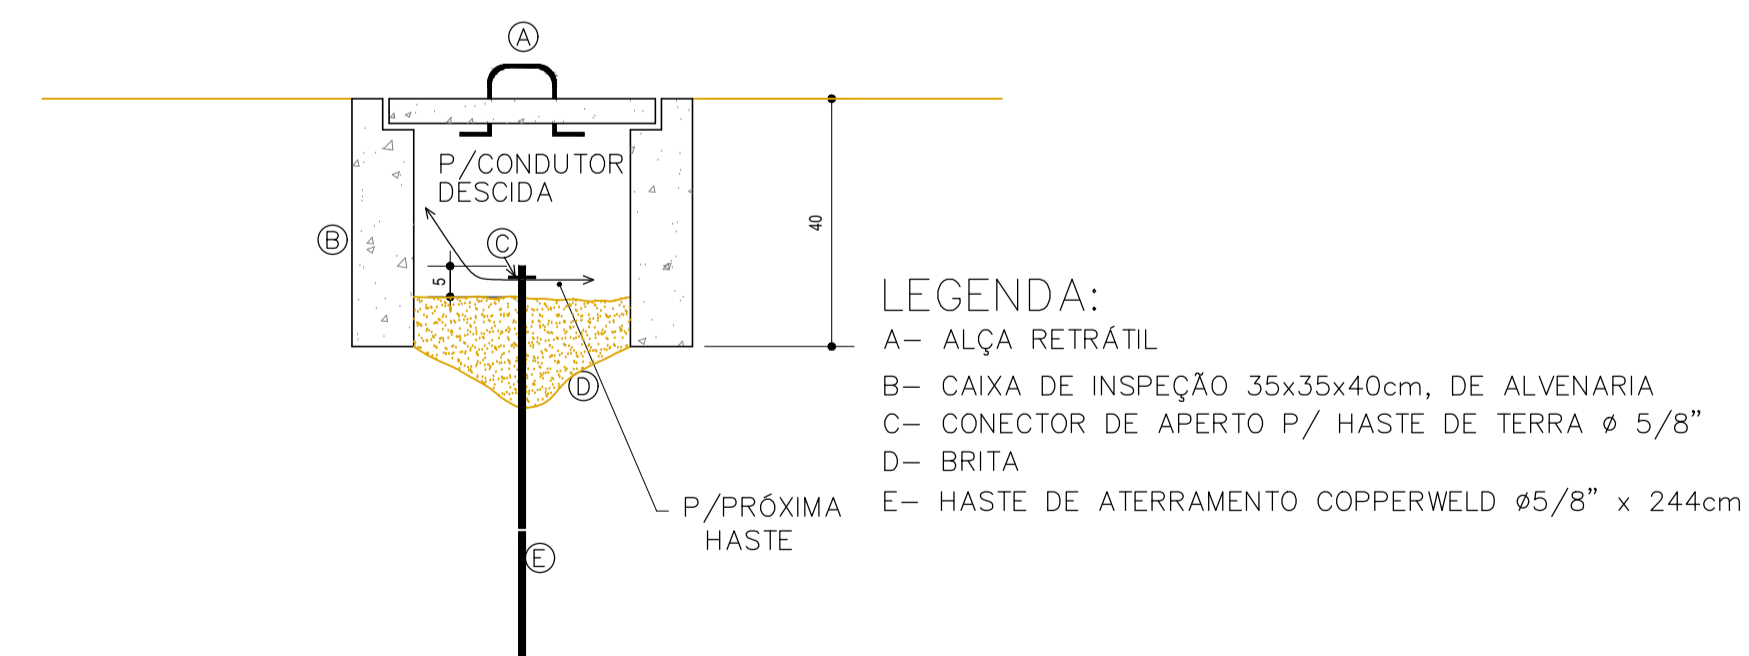 A
P/CONDUTOR
DESCIDA
B
C
5
40
D
P/PRÓXIMA
HASTE
E
LEGENDA:
A- ALÇA RETRÁTIL
B- CAIXA DE INSPEÇÃO 35x35x40cm, DE ALVENARIA
C- CONECTOR DE APERTO P/ HASTE DE TERRA ø 5/8”
D- BRITA
E- HASTE DE ATERRAMENTO COPPERWELD ø5/8” x 244cm